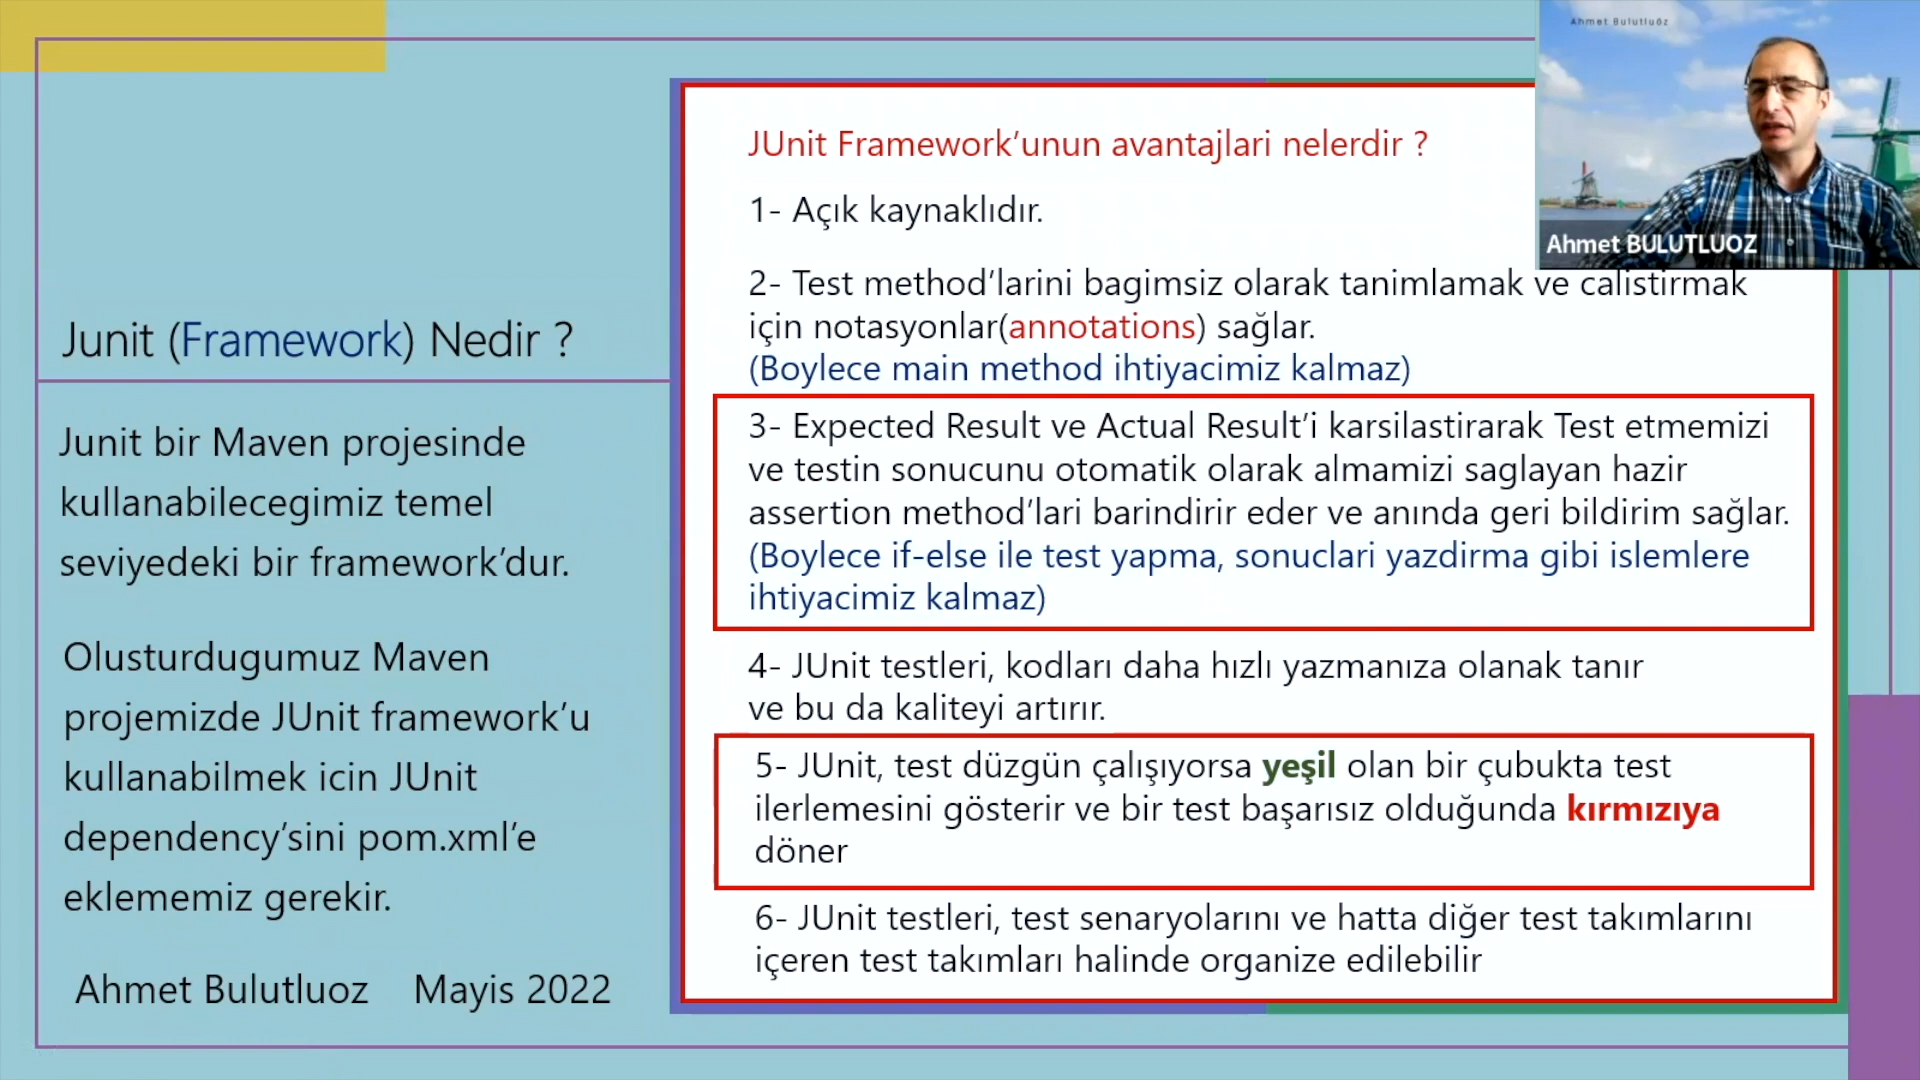 Junit (Framework) Nedir ?
Junit bir Maven projesinde
kullanabilecegimiz temel
seviyedeki bir framework’dur.
Olusturdugumuz Maven
projemizde JUnit framework’u
kullanabilmek icin JUnit
dependency’sini pom.xml’e
eklememiz gerekir.
Ahmet Bulutluoz Mayis 2022
JUnit Framework’unun avantajlari nelerdir ?
1- Açık kaynaklıdır.
2- Test method’larini bagimsiz olarak tanimlamak ve calistirmak
için notasyonlar(annotations) sağlar.
(Boylece main method ihtiyacimiz kalmaz)
3- Expected Result ve Actual Result’i karsilastirarak Test etmemizi
ve testin sonucunu otomatik olarak almamizi saglayan hazir
assertion method’lari barindirir eder ve anında geri bildirim sağlar.
(Boylece if-else ile test yapma, sonuclari yazdirma gibi islemlere
ihtiyacimiz kalmaz)
4- JUnit testleri, kodları daha hızlı yazmanıza olanak tanır
ve bu da kaliteyi artırır.
5- JUnit, test düzgün çalışıyorsa yeşil olan bir çubukta test
ilerlemesini gösterir ve bir test başarısız olduğunda kırmızıya
döner
6- JUnit testleri, test senaryolarını ve hatta diğer test takımlarını
içeren test takımları halinde organize edilebilir
Ahmet Bulutluöz
Ahmet BULUTLUOZ